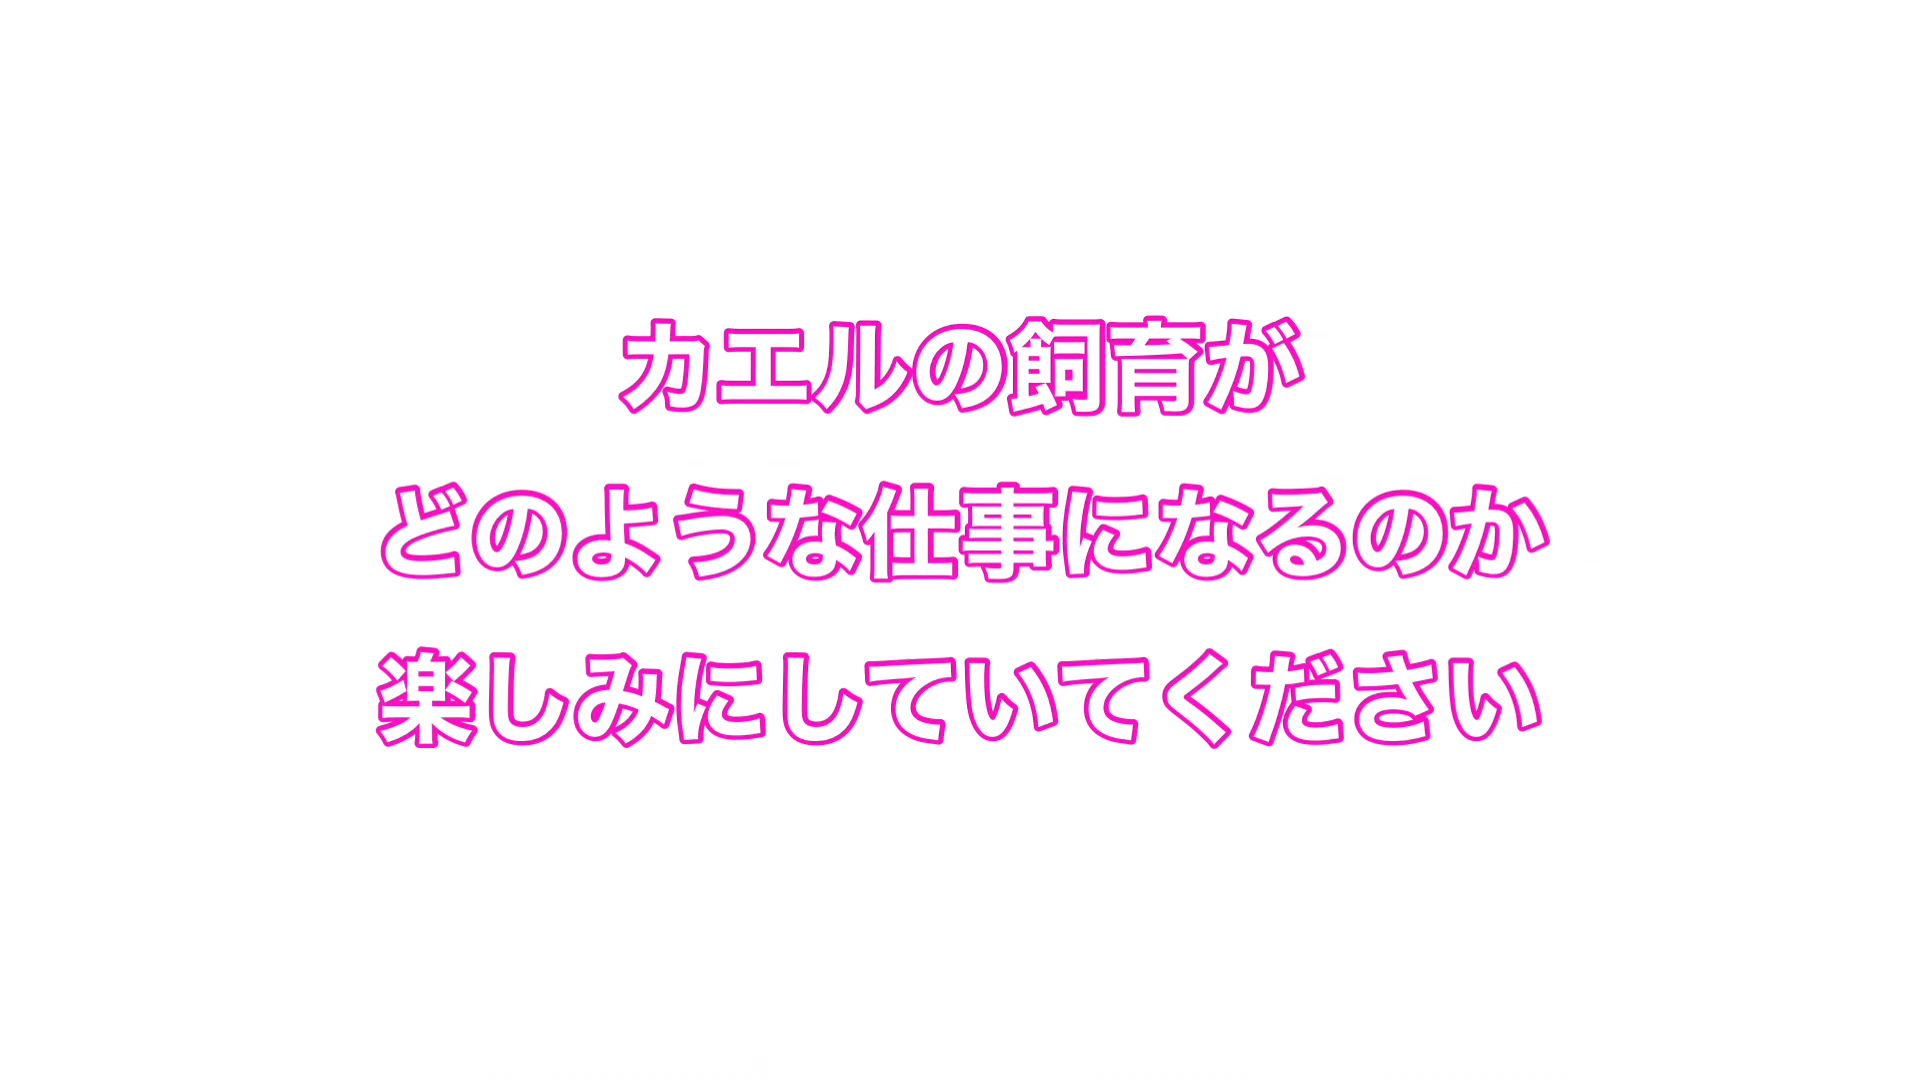 カエルの飼育が
どのような仕事になるのか
楽しみにしていてください